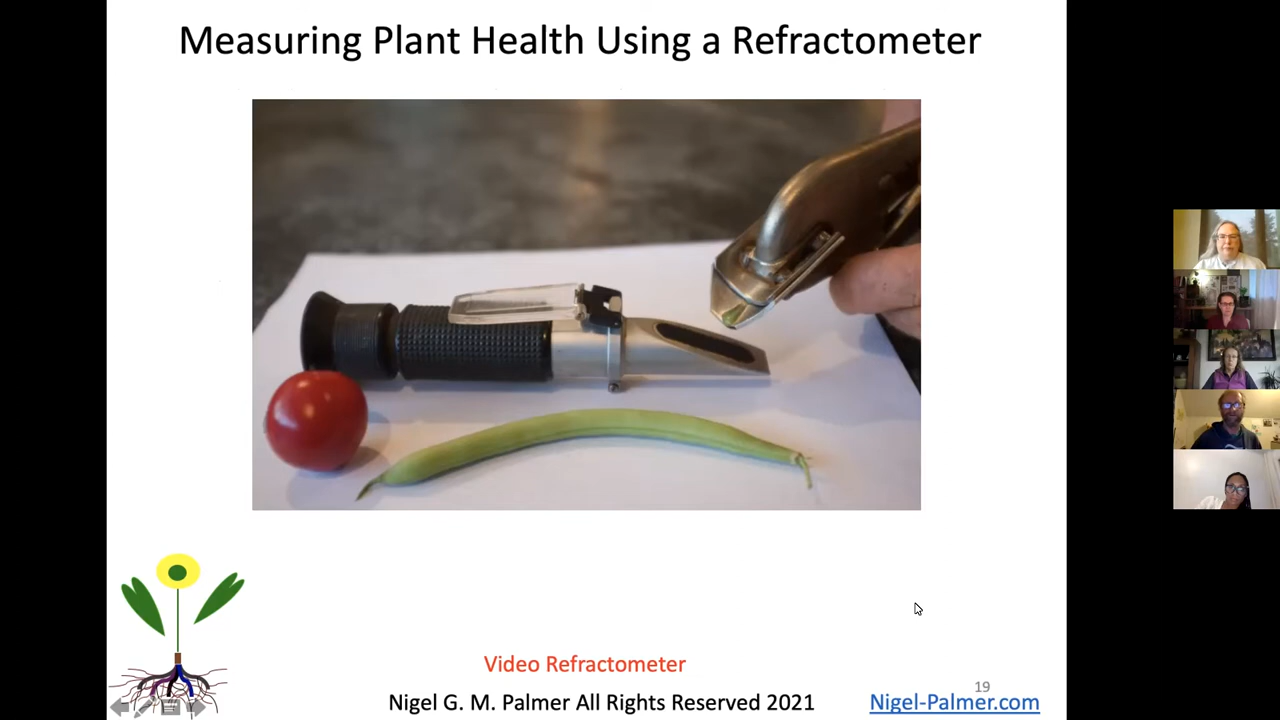 Measuring Plant Health Using a Refractometer
Video Refractometer
19
Nigel G. M. Palmer All Rights Reserved 2021
Nigel-Palmer.com